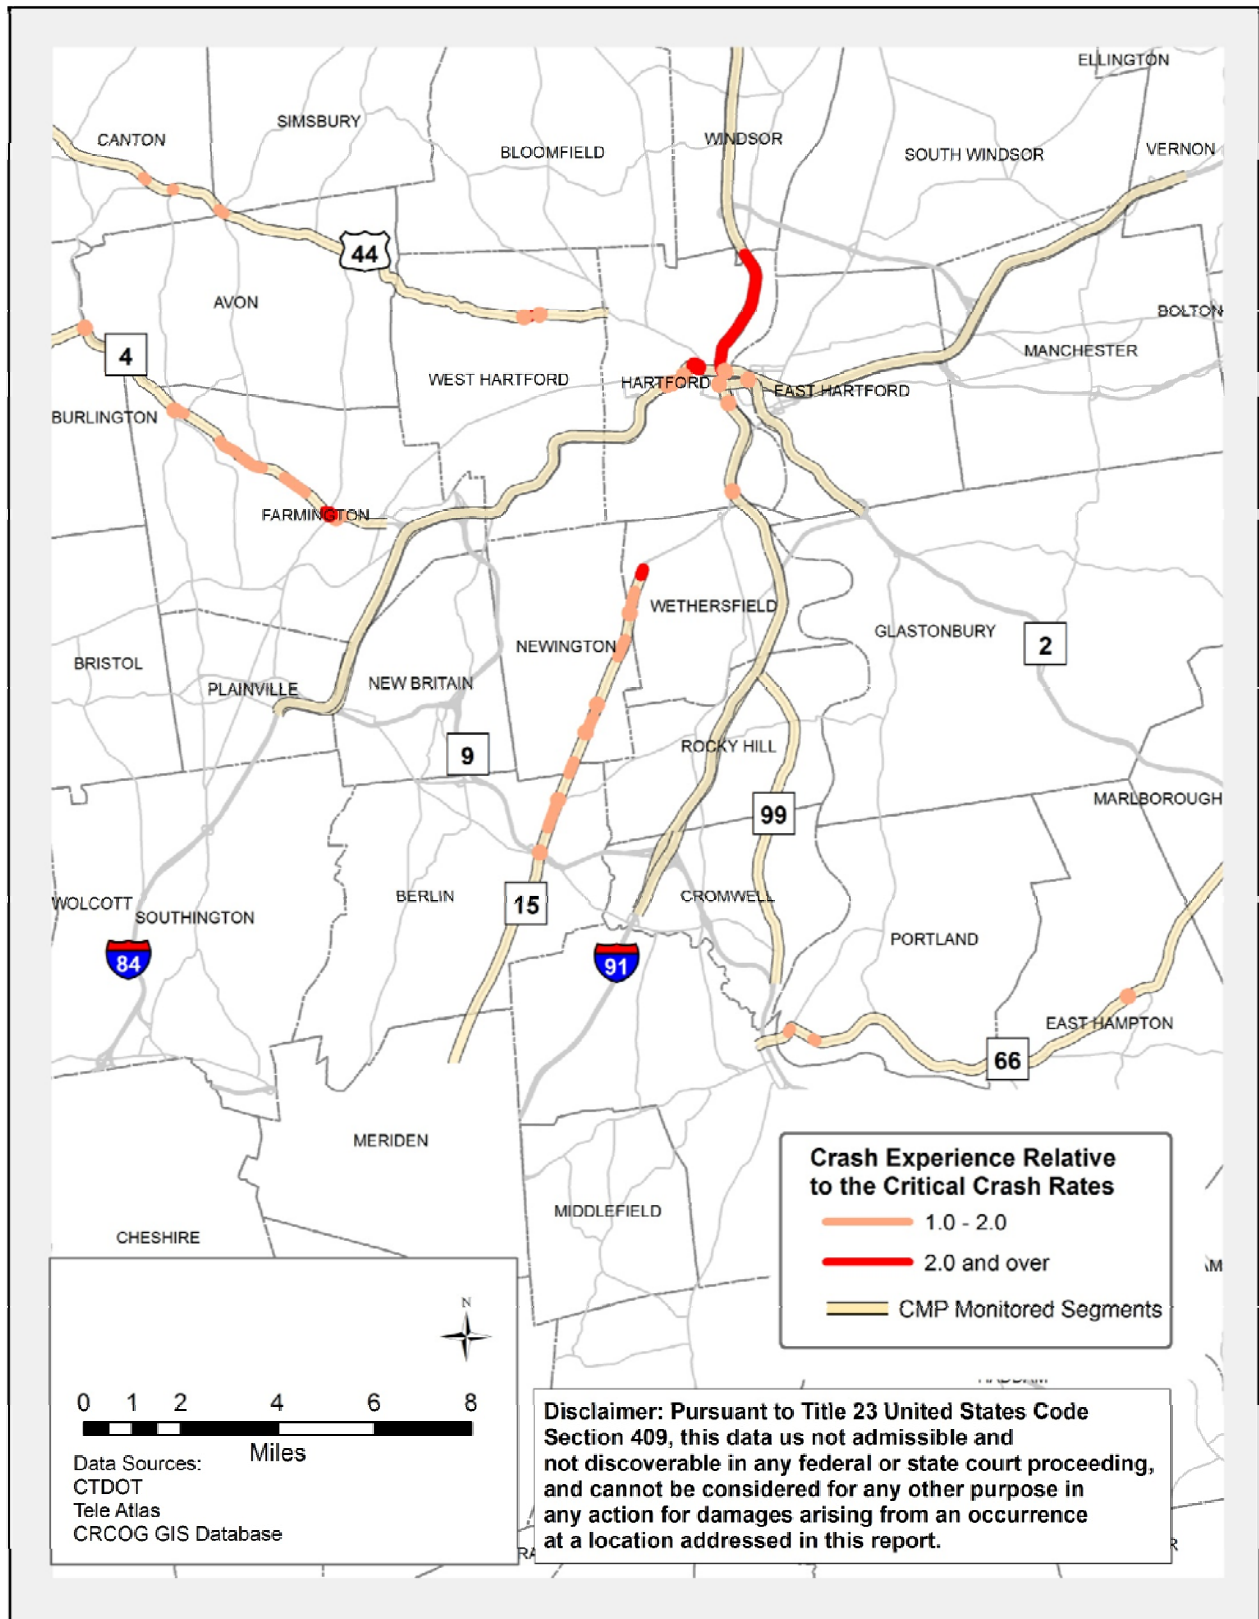 ELLINGTON
SIMSBURY
CANTON
WINDSOR
BLOOMFIELD
SOUTH WINDSOR
VERNON
44
AVON
BOLTON
4
MANCHESTER
WEST HARTFORD
HARTFORD
EAST HARTFORD
BURLINGTON
FARMINGTON
WETHERSFIELD
GLASTONBURY
2
NEWINGTON
BRISTOL
PLAINVILLE
NEW BRITAIN
9
ROCKY HILL
99
MARLBOROUGH
WOLCOTT
SOUTHINGTON
BERLIN
15
CROMWELL
PORTLAND
84
91
EAST HAMPTON
66
MERIDEN
MIDDLEFIELD
CHESHIRE
Crash Experience Relative
to the Critical Crash Rates
1.0 - 2.0
2.0 and over
CMP Monitored Segments
N
0 1 2 4 6 8
Miles
Data Sources:
CTDOT
Tele Atlas
CRCOG GIS Database
Disclaimer: Pursuant to Title 23 United States Code
Section 409, this data us not admissible and
not discoverable in any federal or state court proceeding,
and cannot be considered for any other purpose in
any action for damages arising from an occurrence
at a location addressed in this report.